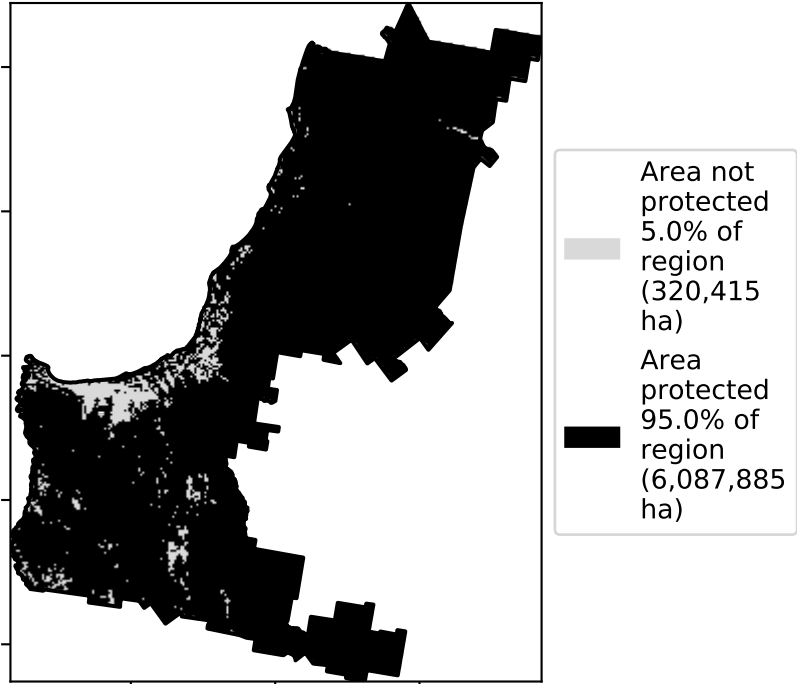 Area not
protected
5.0% of
region
(320,415
ha)
Area
protected
95.0% of
region
(6,087,885
ha)